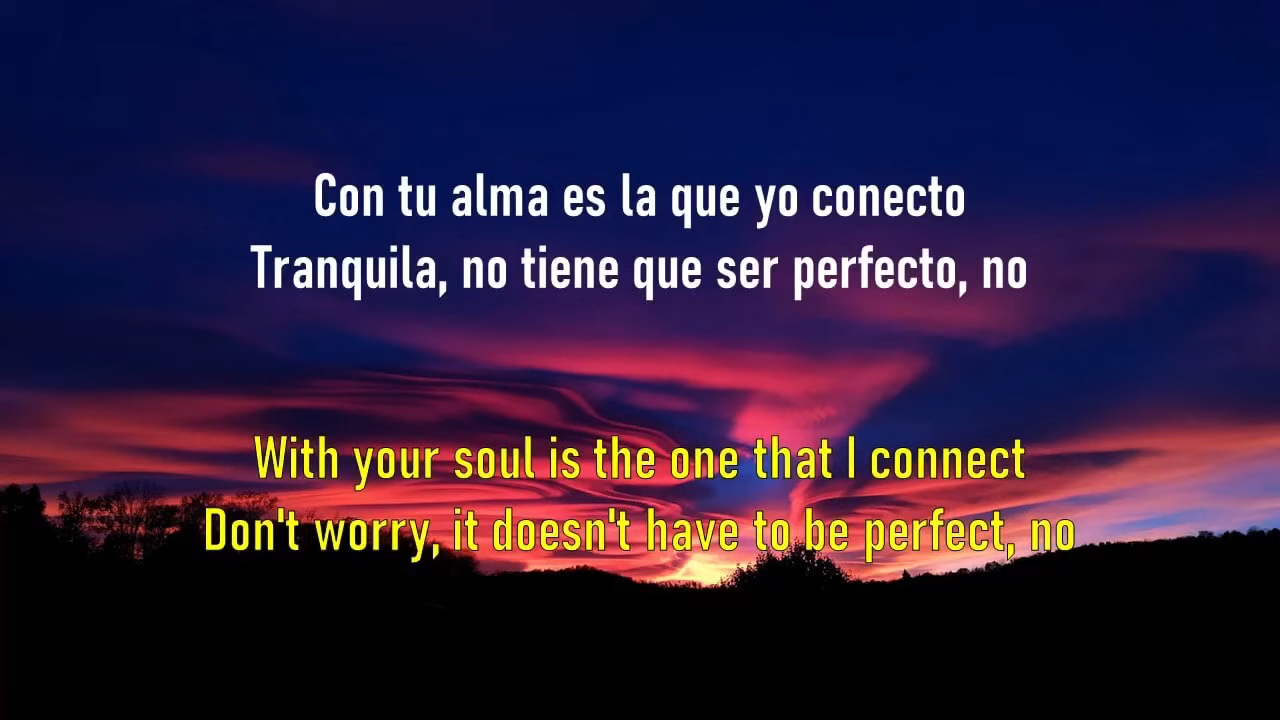 Con tu alma es la que yo conecto
Tranquila, no tiene que ser perfecto, no
With your soul is the one that I connect
Don't worry, it doesn't have to be perfect, no